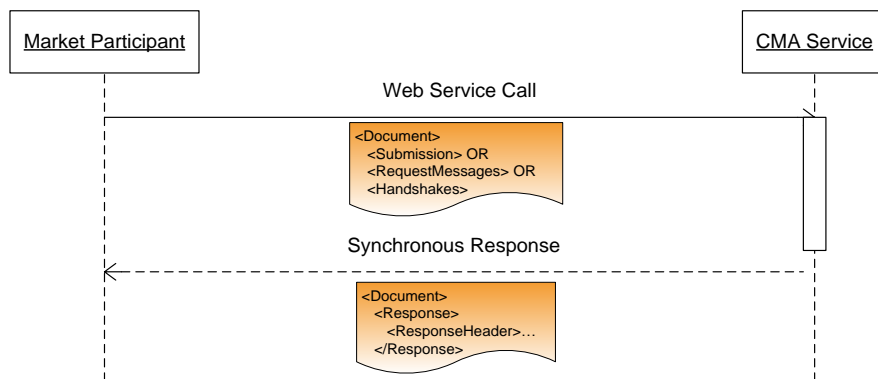 Market Participant
CMA Service
Web Service Call
<Document>
<Submission> OR
<RequestMessages> OR
<Handshakes>
Synchronous Response
<Document>
<Response>
<ResponseHeader>…
</Response>